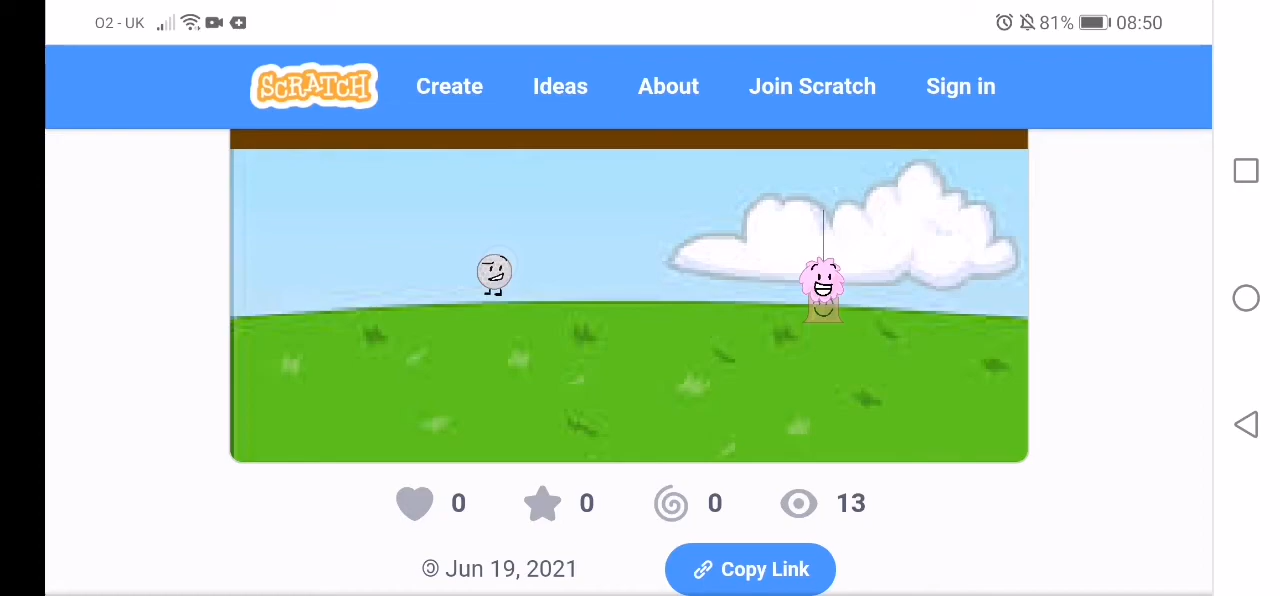 O2 - UK 81% 08:50
SCRATCH Create Ideas About Join Scratch Sign in
0 0 0 13
Jun 19, 2021 Copy Link